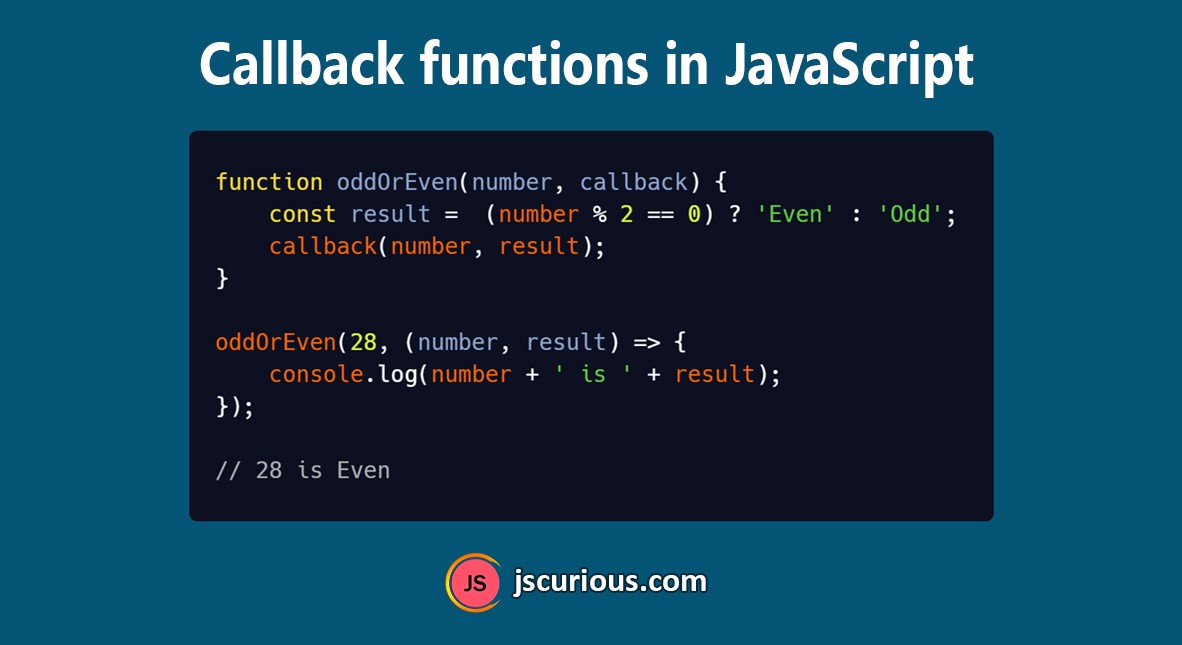 Callback functions in JavaScript
function oddOrEven(number, callback) {
    const result =  (number % 2 == 0) ? 'Even' : 'Odd';
    callback(number, result);
}
oddOrEven(28, (number, result) => {
    console.log(number + ' is ' + result);
});
// 28 is Even
JS jscurious.com